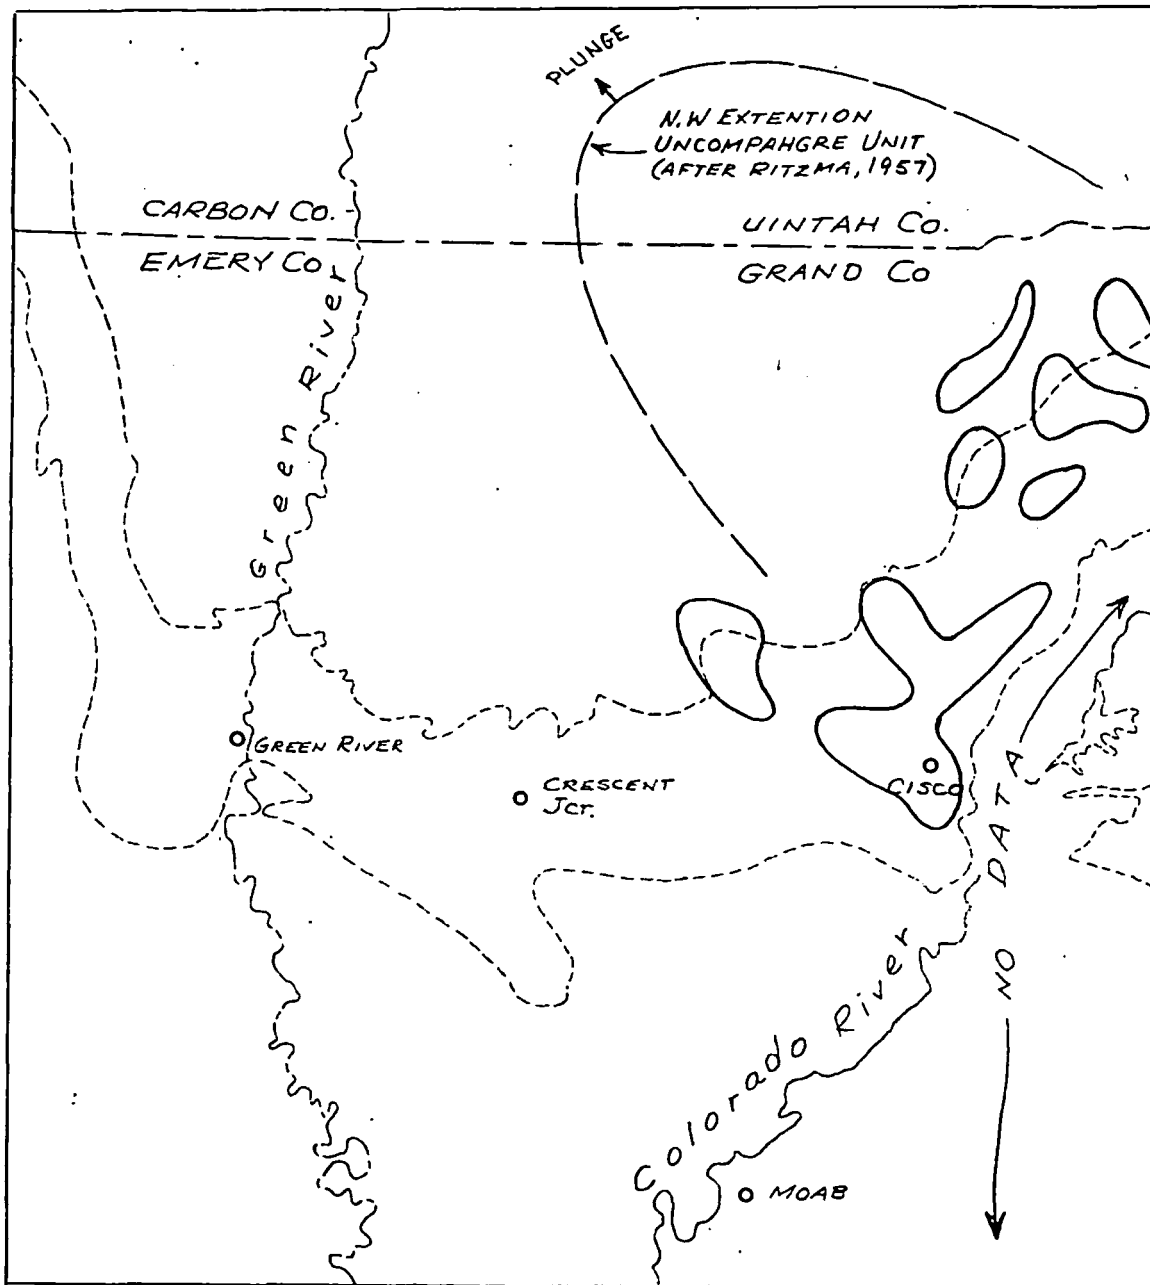 PLUNGE
N.W EXTENTION
UNCOMPAHGRE UNIT
(AFTER RITZMA, 1957)
CARBON CO.
UINTAH CO.
EMERY CO
GRAND CO
Green River
GREEN RIVER
CRESCENT
JCT.
CISCO
NO DATA
Colorado River
MOAB